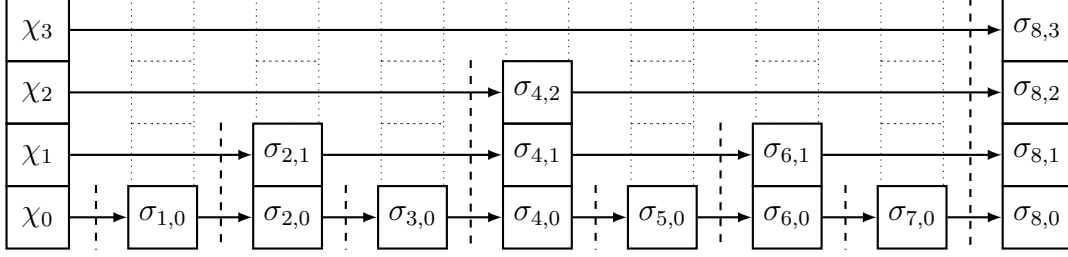 χ₃ σ₈,₃
χ₂ σ₄,₂ σ₈,₂
χ₁ σ₂,₁ σ₄,₁ σ₆,₁ σ₈,₁
χ₀ σ₁,₀ σ₂,₀ σ₃,₀ σ₄,₀ σ₅,₀ σ₆,₀ σ₇,₀ σ₈,₀